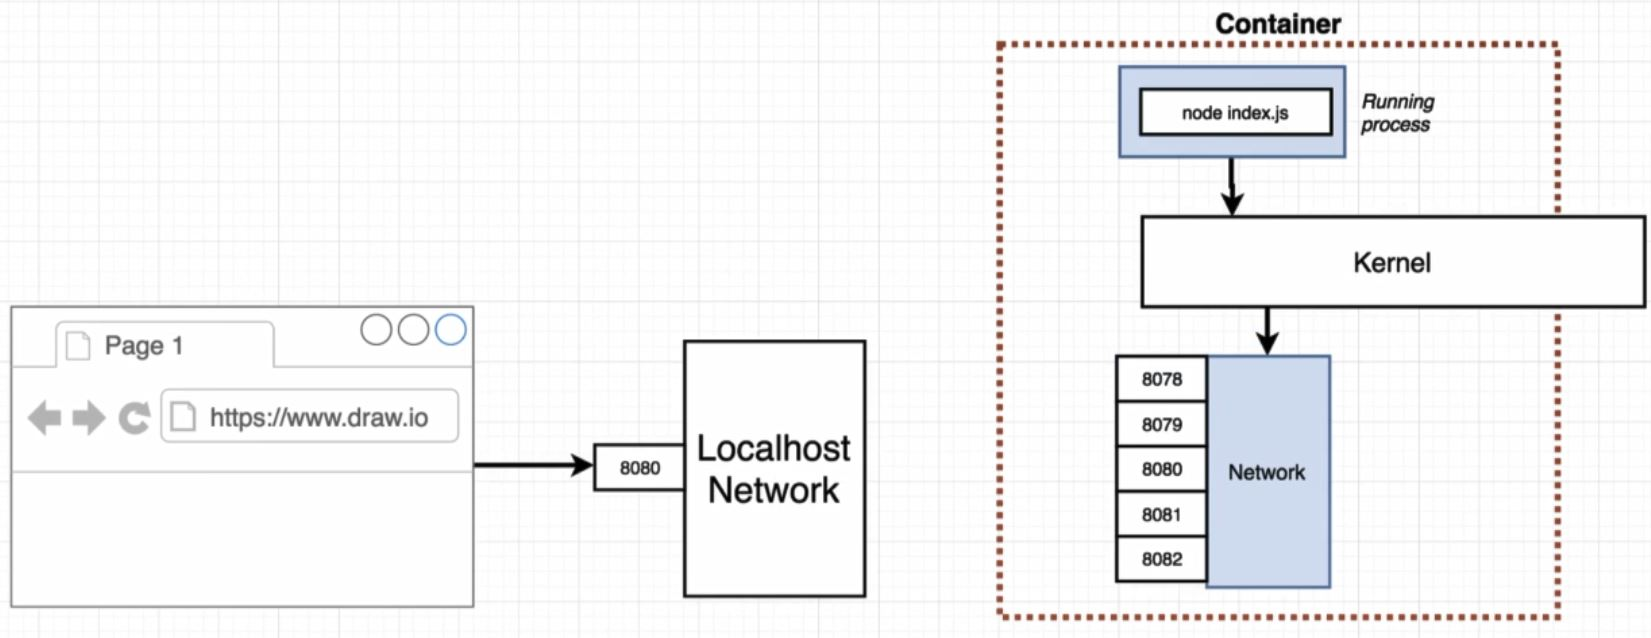 Container
node index.js
Running
process
Kernel
Page 1
https://www.draw.io
8080
Localhost
Network
8078
8079
8080
8081
8082
Network